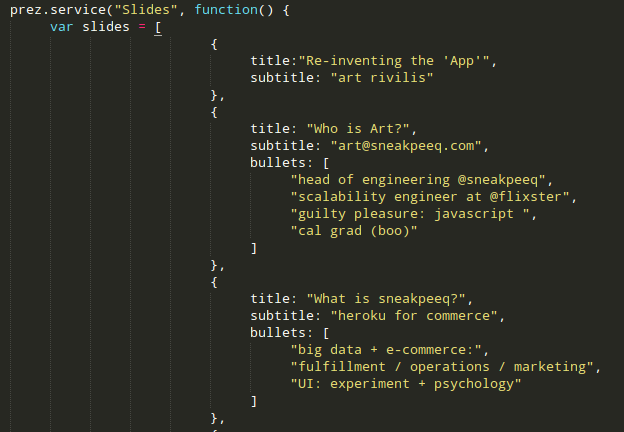 prez.service("Slides", function() {
var slides = [
{
title:"Re-inventing the 'App'",
subtitle: "art rivilis"
},
{
title: "Who is Art?",
subtitle: "art@sneakpeeq.com",
bullets: [
"head of engineering @sneakpeeq",
"scalability engineer at @flixster",
"guilty pleasure: javascript ",
"cal grad (boo)"
]
},
{
title: "What is sneakpeeq?",
subtitle: "heroku for commerce",
bullets: [
"big data + e-commerce:",
"fulfillment / operations / marketing",
"UI: experiment + psychology"
]
},
{